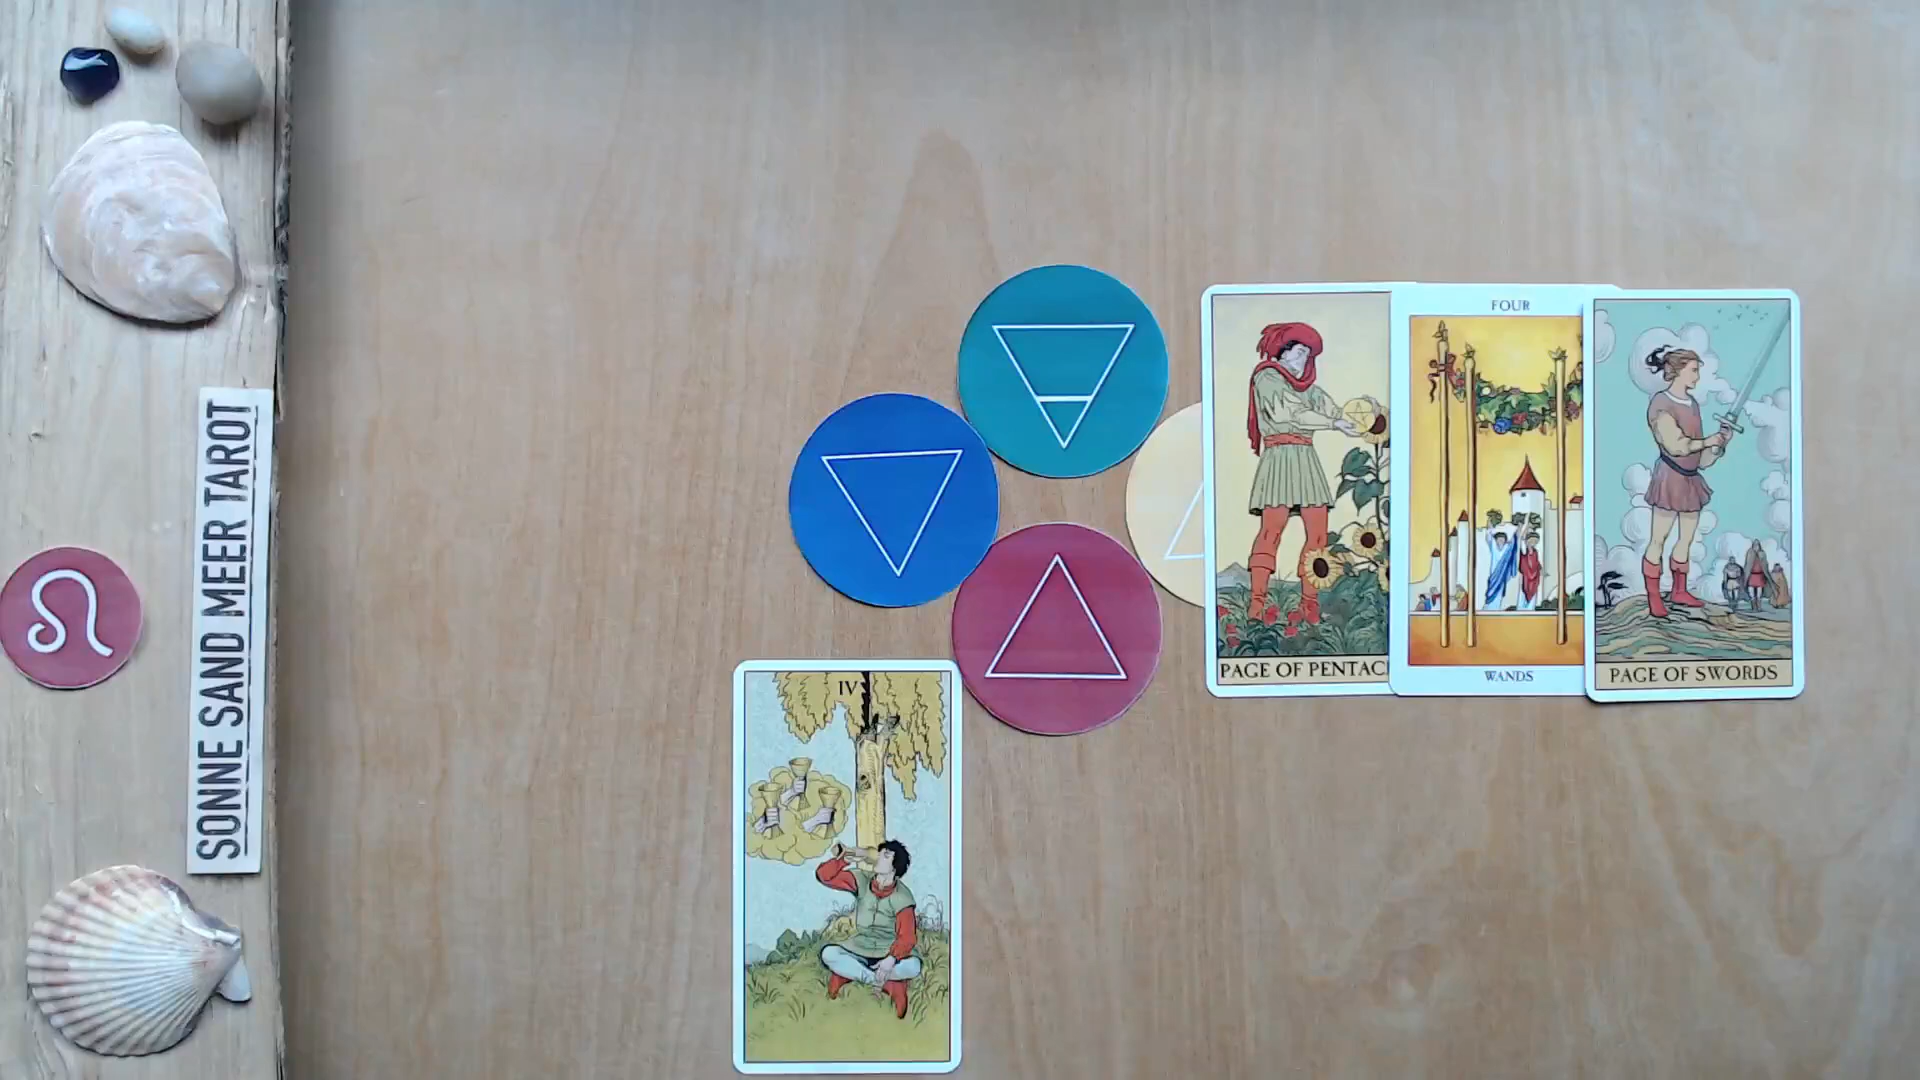 SONNE SAND MEER TAROT
FOUR
PAGE OF PENTAC
WANDS
PAGE OF SWORDS
IV